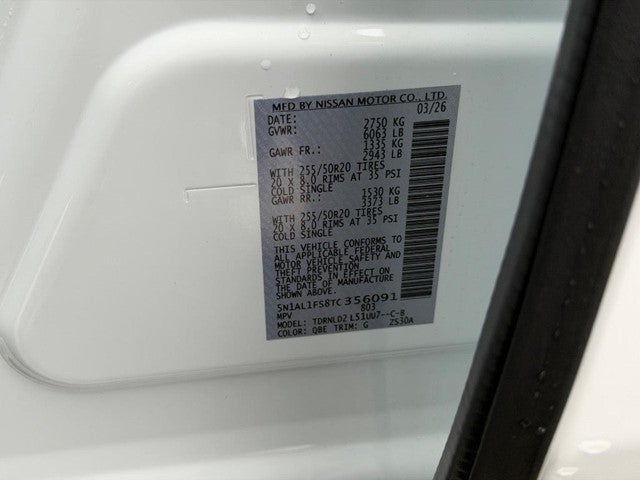 MFD BY NISSAN MOTOR CO., LTD.
DATE: 03/26
GVWR: 2750 KG
6063 LB
GAWR FR.: 1335 KG
2943 LB
WITH 255/50R20 TIRES
20 X 8.0 RIMS AT 35 PSI
COLD SINGLE
GAWR RR.: 1530 KG
3373 LB
WITH 255/50R20 TIRES
20 X 8.0 RIMS AT 35 PSI
COLD SINGLE
THIS VEHICLE CONFORMS TO
ALL APPLICABLE FEDERAL
MOTOR VEHICLE SAFETY AND
THEFT PREVENTION
STANDARDS IN EFFECT ON
THE DATE OF MANUFACTURE
SHOWN ABOVE.
5N1AL1FS8TC356091
MPV 803
MODEL: TDRNLD2 L51UU7--C-B
COLOR: QBE TRIM: G ZS30A